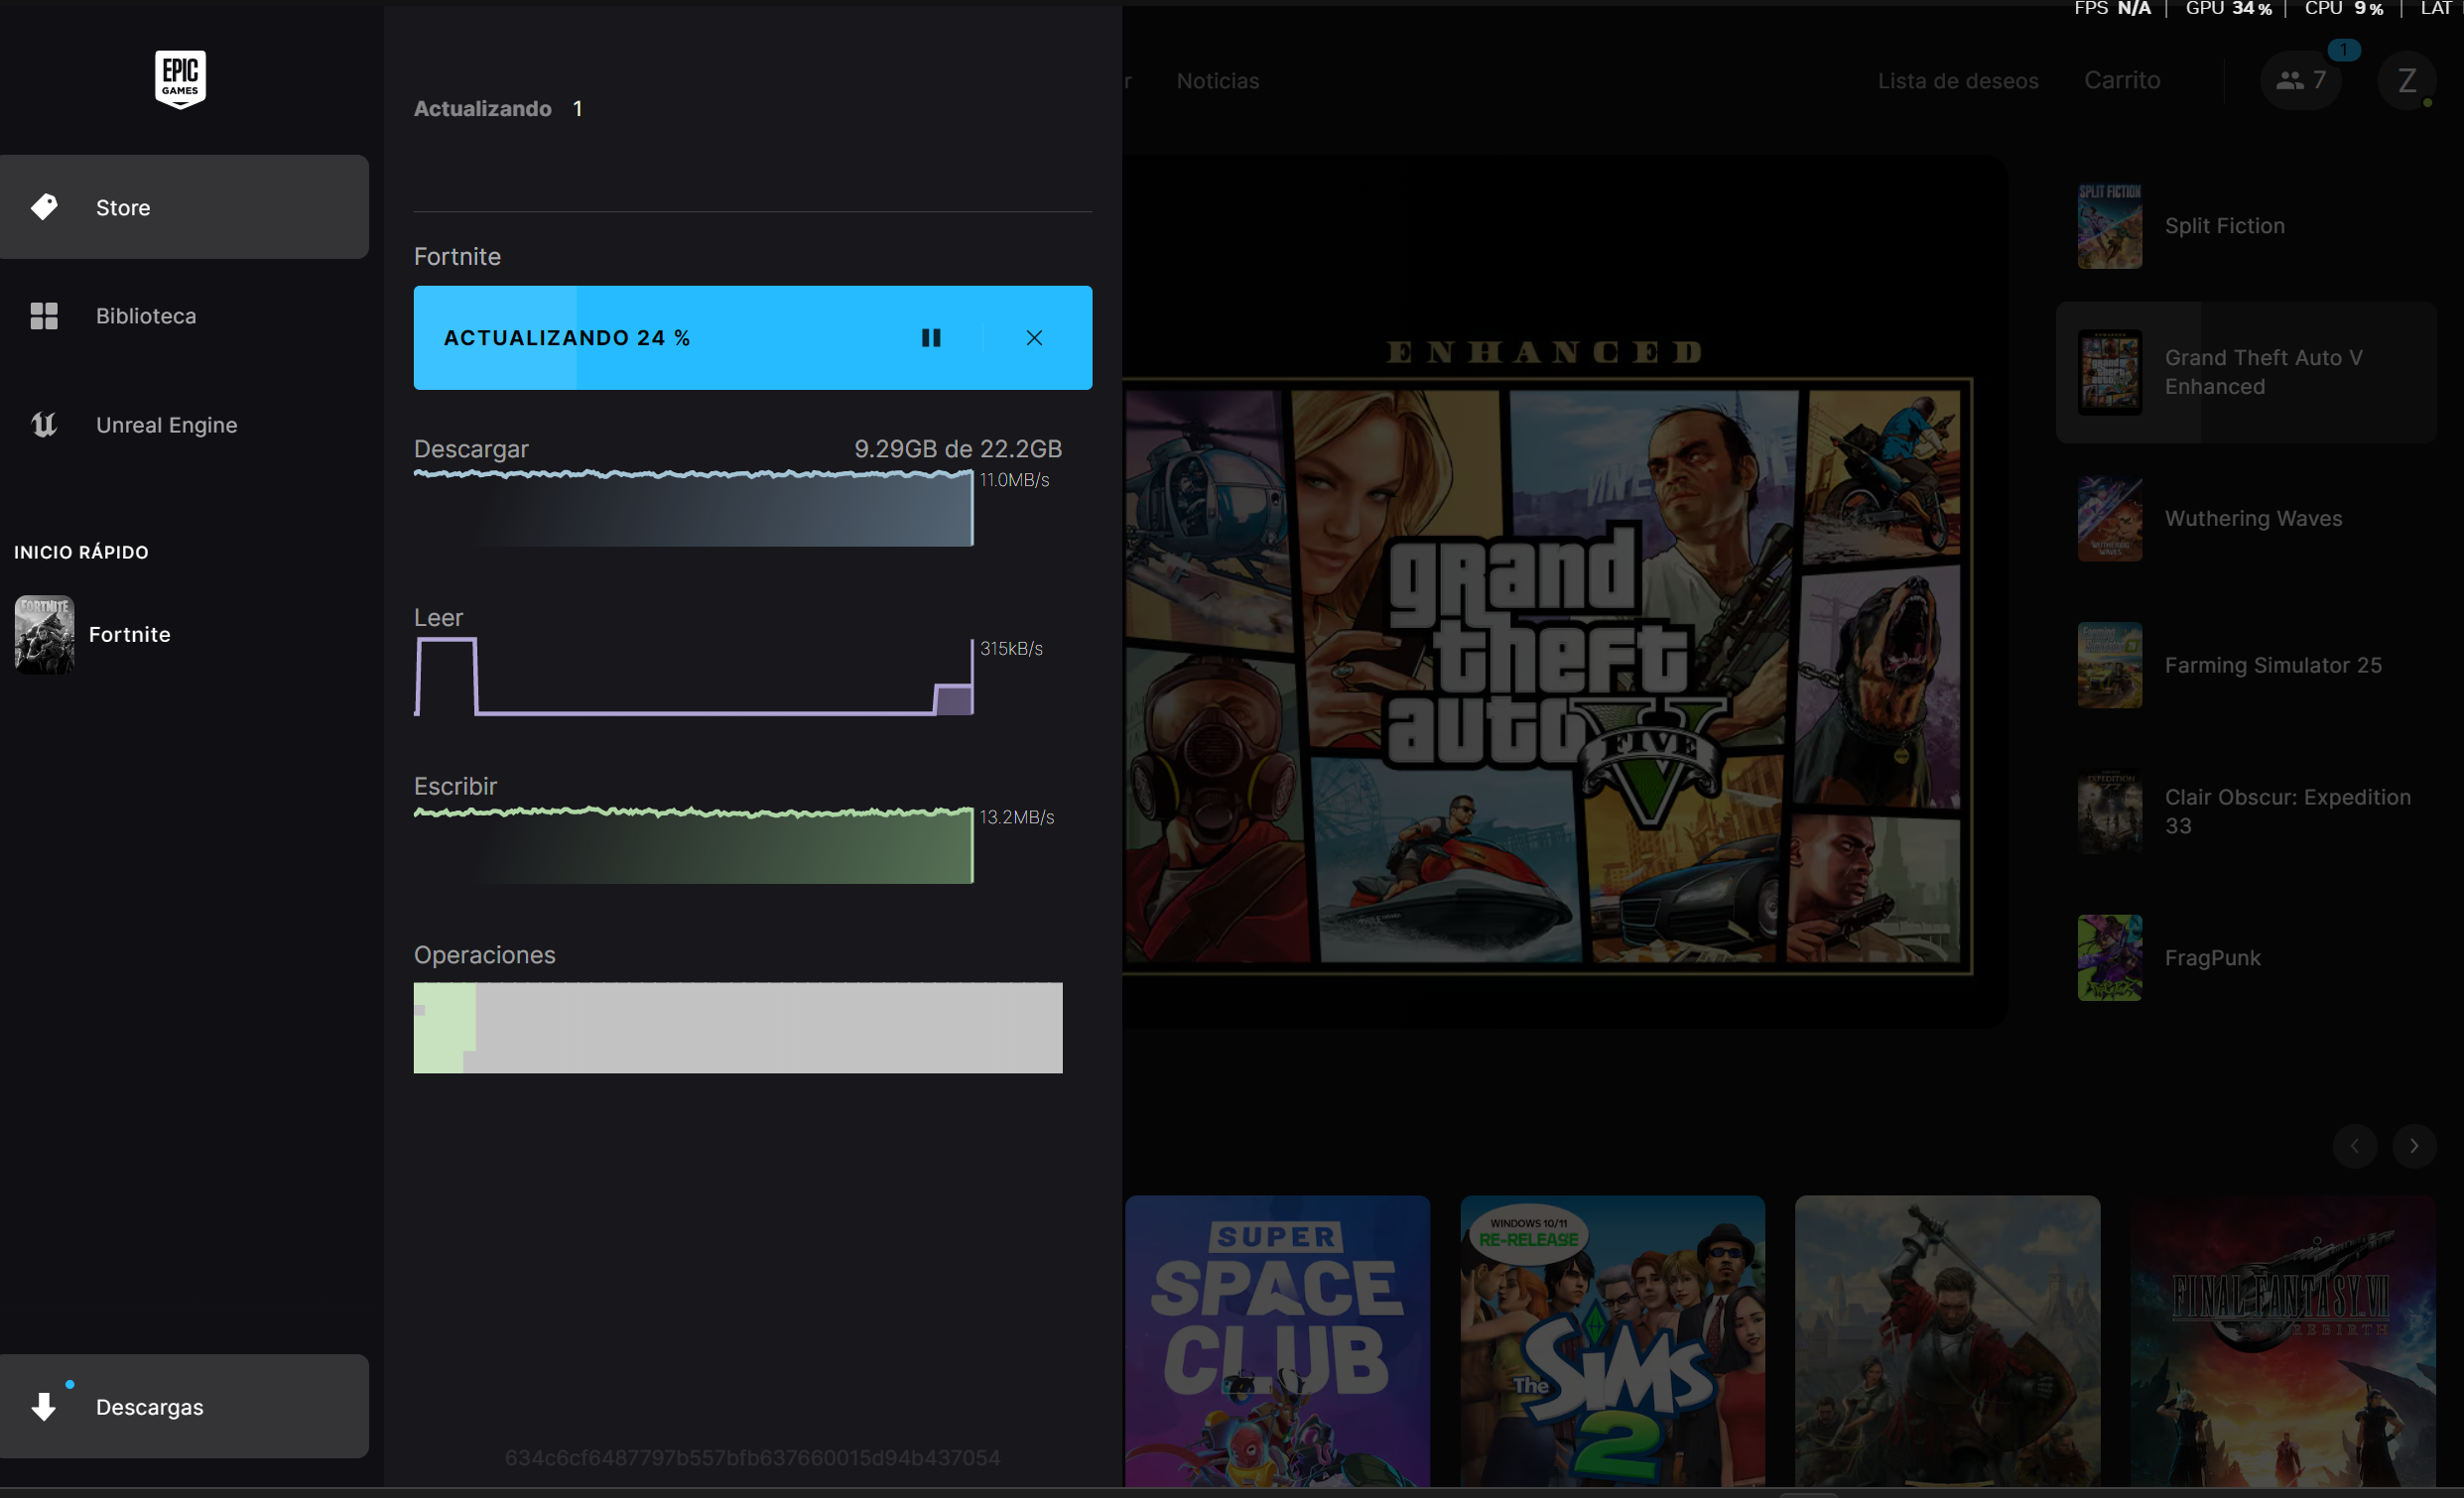 FPS N/A | GPU 34 % | CPU 9 % | LAT
EPIC
GAMES
Store
Biblioteca
Unreal Engine
INICIO RÁPIDO
FORTNITE
Fortnite
Descargas
Actualizando 1
Fortnite
ACTUALIZANDO 24 %
Descargar 9.29GB de 22.2GB
11.0MB/s
Leer
315kB/s
Escribir
13.2MB/s
Operaciones
634c6cf6487797b557bfb637660015d94b437054
r Noticias
Lista de deseos Carrito 7 1 Z
ENHANCED
grand
theft
auto V
FIVE
SPLIT FICTION
Split Fiction
Grand Theft Auto V
Enhanced
Wuthering Waves
Farming Simulator 25
Clair Obscur: Expedition
33
FragPunk
SUPER
SPACE
CLUB
WINDOWS 10/11
RE-RELEASE
The SiMS
2
FINAL FANTASY VII
REBIRTH